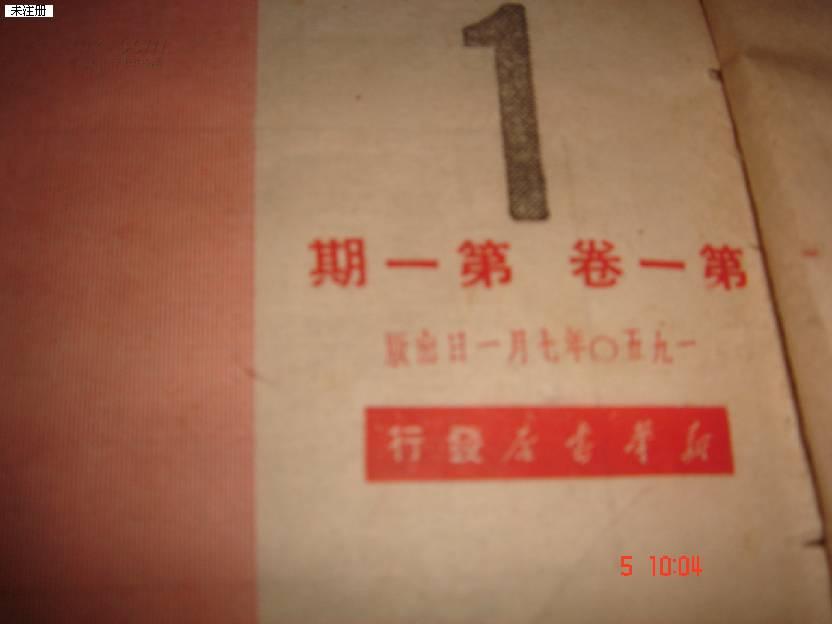 未注册
1
第一卷 第一期
一九五〇年七月一日出版
新華書店發行
5 10:04